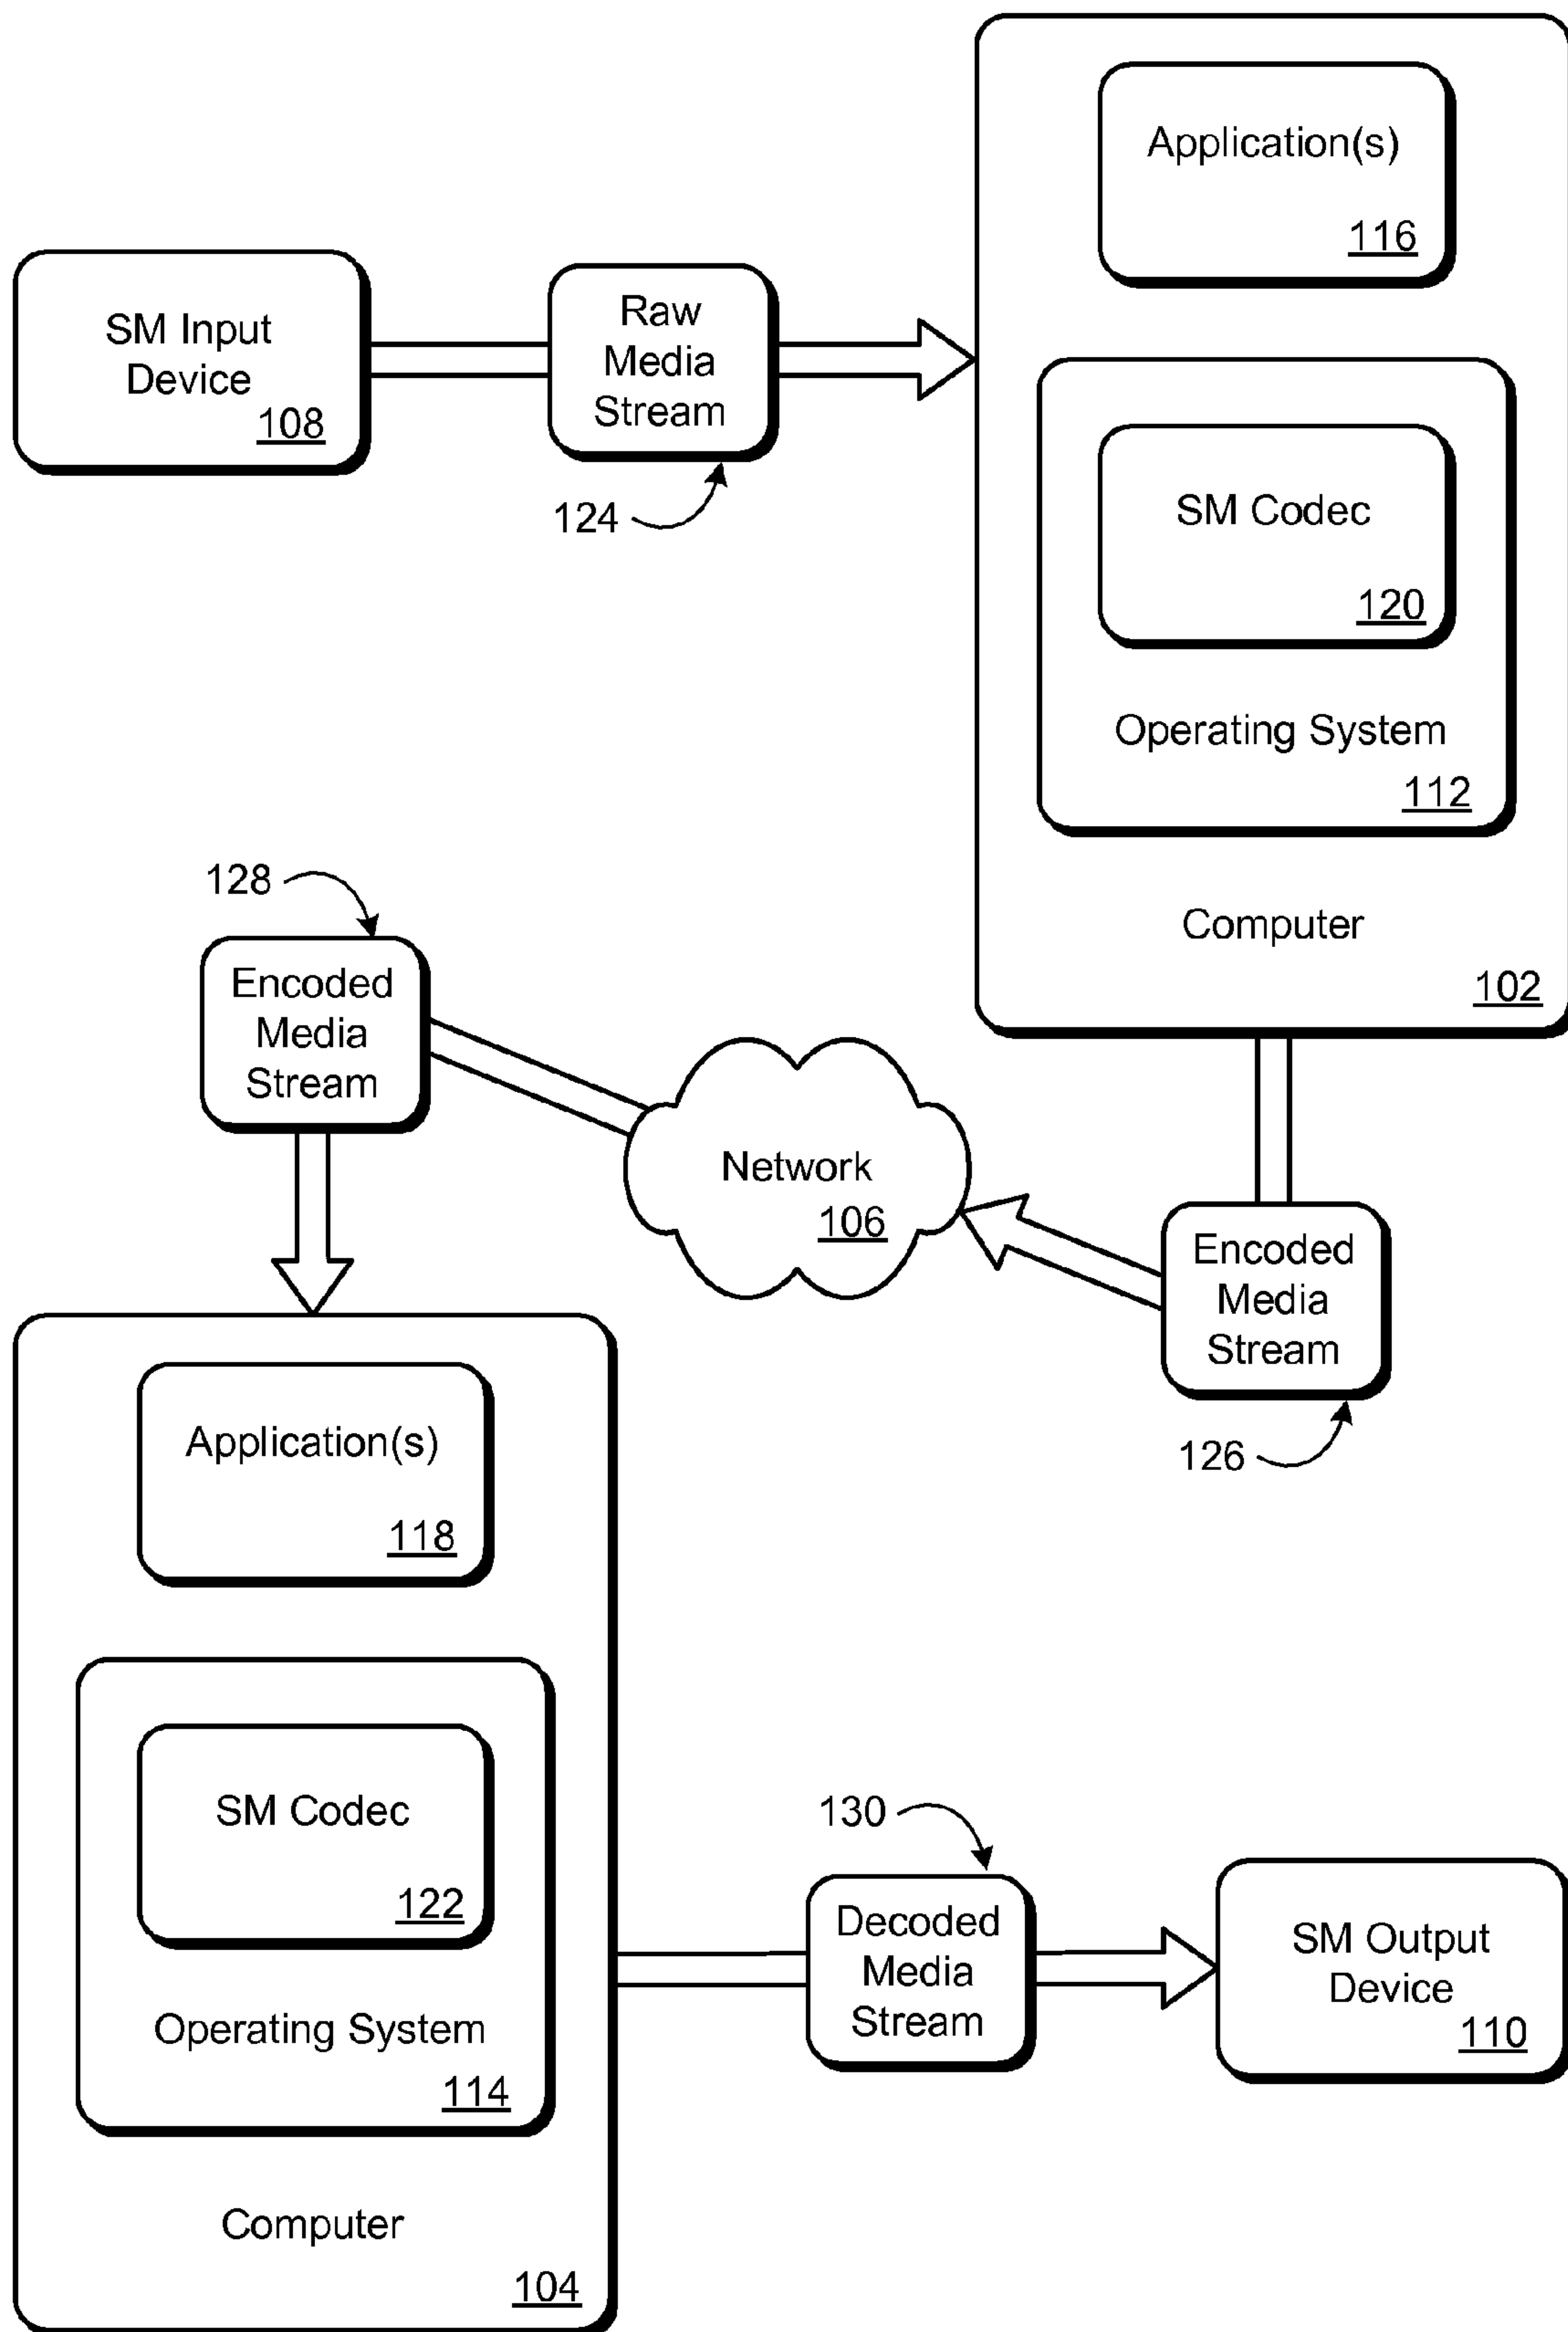 Application(s)
116
SM Input
Device
108
Raw
Media
Stream
124
SM Codec
120
Operating System
112
Computer
102
128
Encoded
Media
Stream
Network
106
Encoded
Media
Stream
126
Application(s)
118
SM Codec
122
Operating System
114
Computer
104
130
Decoded
Media
Stream
SM Output
Device
110